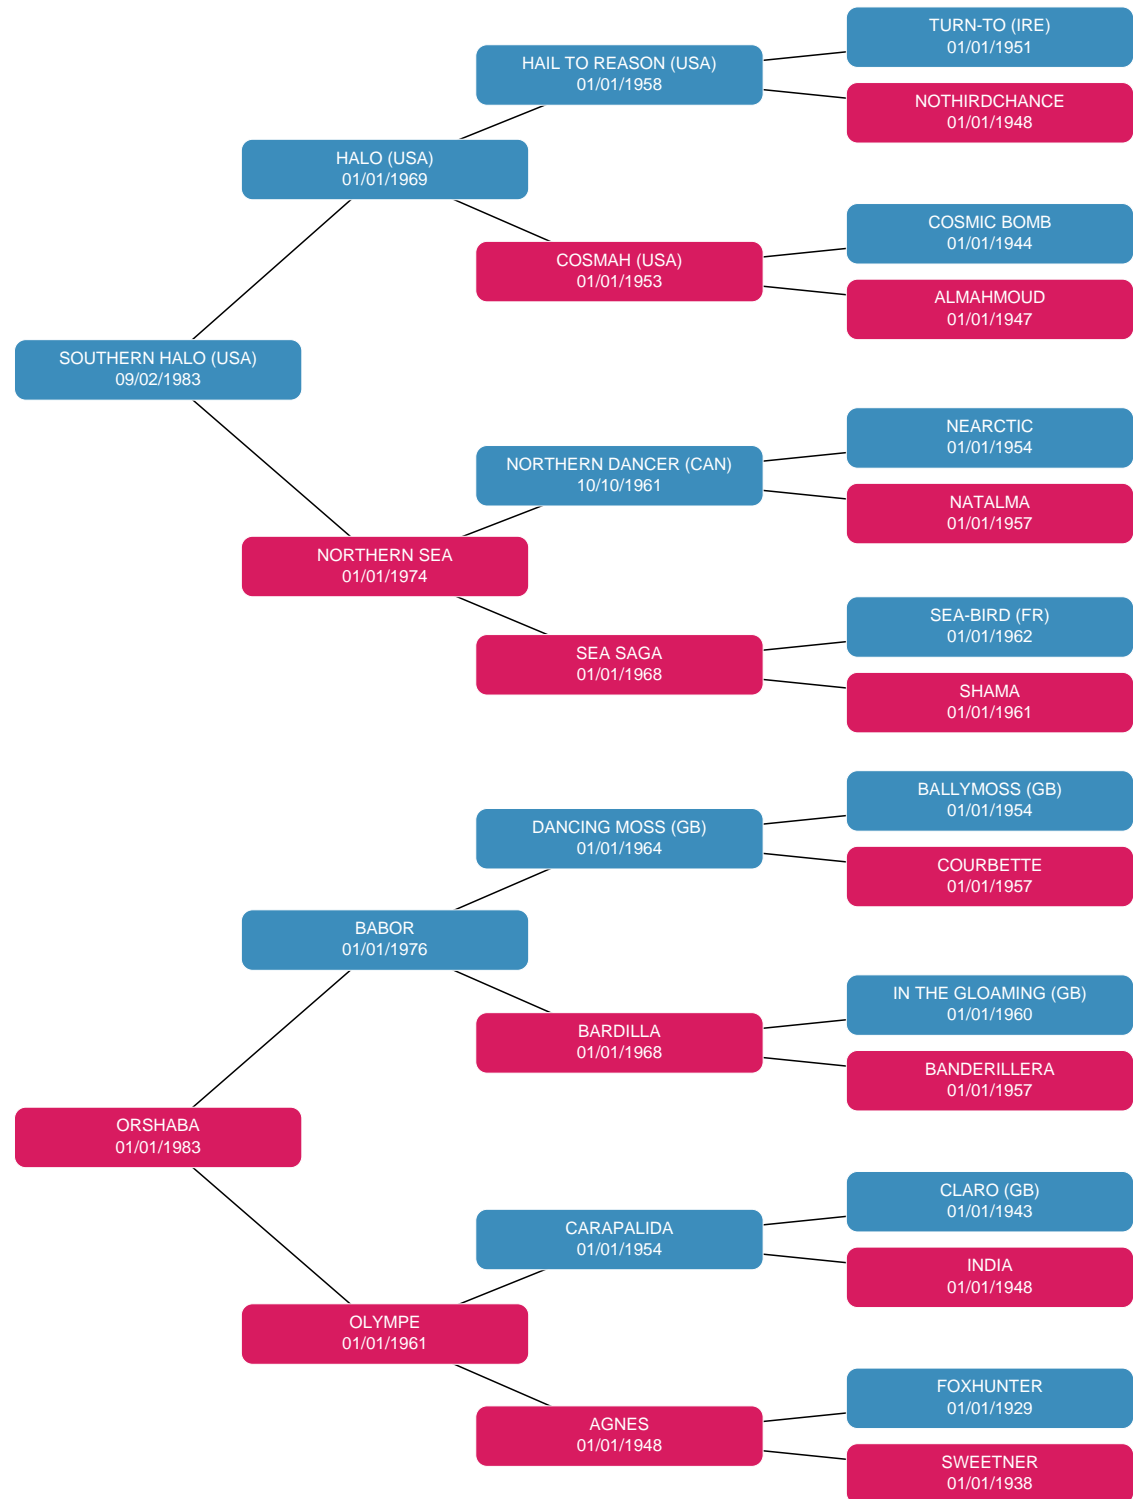 TURN-TO (IRE)
01/01/1951
HAIL TO REASON (USA)
01/01/1958
NOTHIRDCHANCE
01/01/1948
HALO (USA)
01/01/1969
COSMIC BOMB
01/01/1944
COSMAH (USA)
01/01/1953
ALMAHMOUD
01/01/1947
SOUTHERN HALO (USA)
09/02/1983
NEARCTIC
01/01/1954
NORTHERN DANCER (CAN)
10/10/1961
NATALMA
01/01/1957
NORTHERN SEA
01/01/1974
SEA-BIRD (FR)
01/01/1962
SEA SAGA
01/01/1968
SHAMA
01/01/1961
BALLYMOSS (GB)
01/01/1954
DANCING MOSS (GB)
01/01/1964
COURBETTE
01/01/1957
BABOR
01/01/1976
IN THE GLOAMING (GB)
01/01/1960
BARDILLA
01/01/1968
BANDERILLERA
01/01/1957
ORSHABA
01/01/1983
CLARO (GB)
01/01/1943
CARAPALIDA
01/01/1954
INDIA
01/01/1948
OLYMPE
01/01/1961
FOXHUNTER
01/01/1929
AGNES
01/01/1948
SWEETNER
01/01/1938